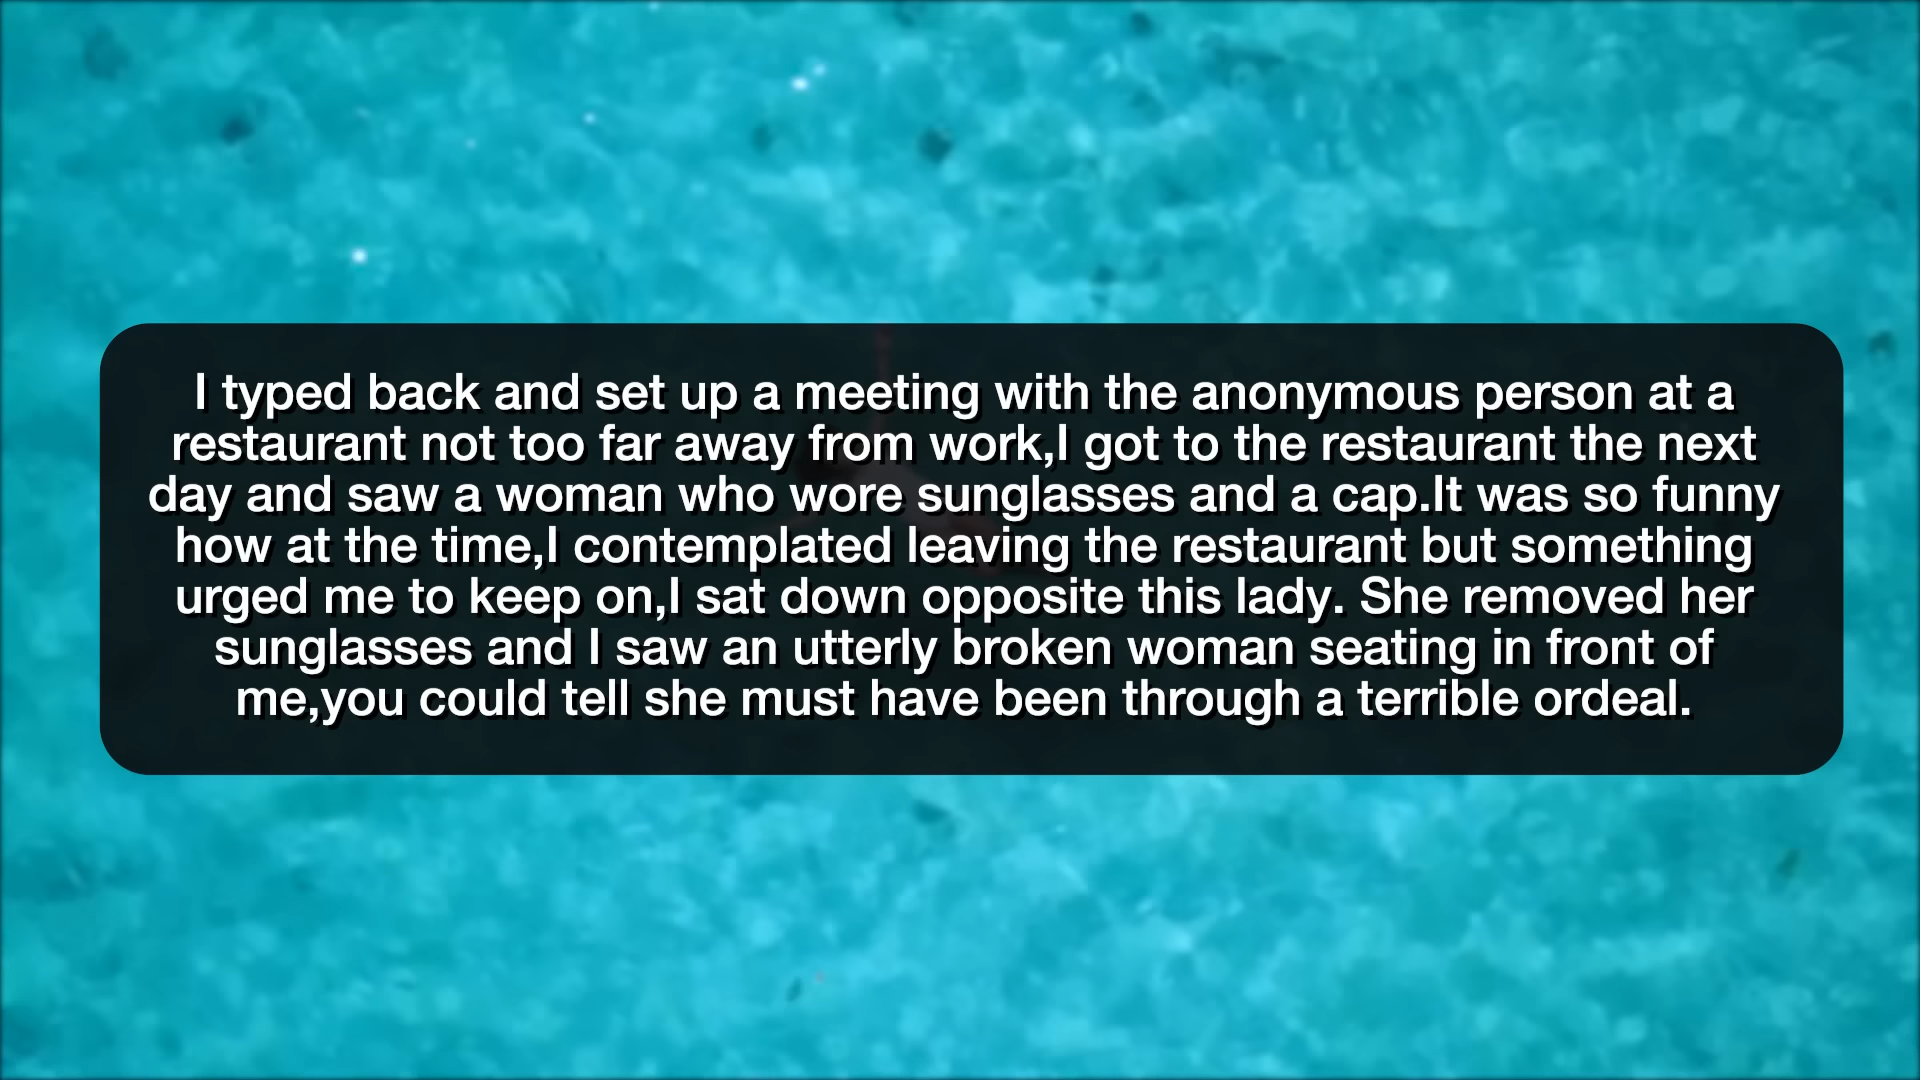 I typed back and set up a meeting with the anonymous person at a
restaurant not too far away from work,I got to the restaurant the next
day and saw a woman who wore sunglasses and a cap.It was so funny
how at the time,I contemplated leaving the restaurant but something
urged me to keep on,I sat down opposite this lady. She removed her
sunglasses and I saw an utterly broken woman seating in front of
me,you could tell she must have been through a terrible ordeal.